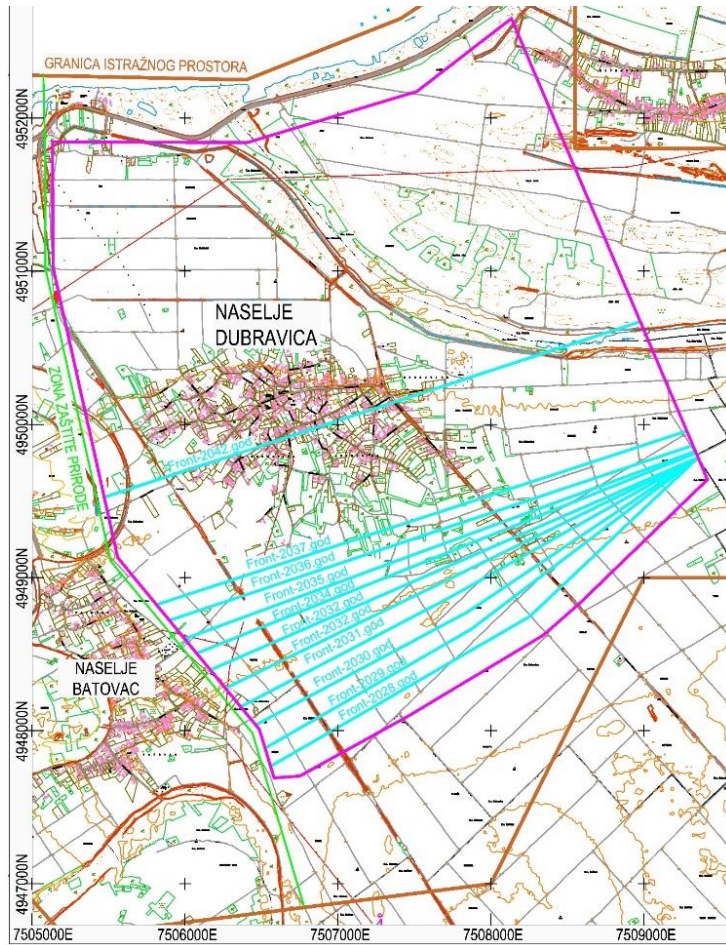 GRANICA ISTRAŽNOG PROSTORA
4952000N
4951000N
NASELJE
DUBRAVICA
ZONA ZAŠTITE PRIRODE
4950000N
Front-2042.god
4949000N
Front-2037.god
Front-2036.god
Front-2035.god
Front-2034.god
Front-2032.god
Front-2032.god
Front-2031.god
Front-2030.god
Front-2029.god
Front-2028.god
NASELJE
BATOVAC
4948000N
4947000N
7505000E
7506000E
7507000E
7508000E
7509000E